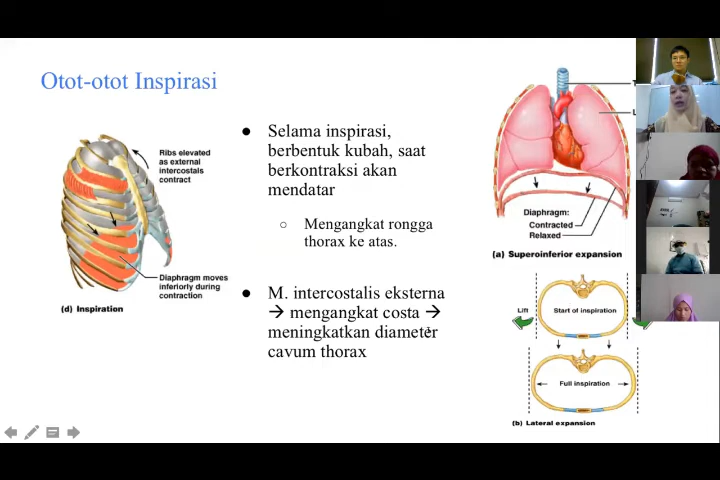 Otot-otot Inspirasi
Ribs elevated
as external
intercostals
contract
Diaphragm moves
inferiorly during
contraction
(d) Inspiration
● Selama inspirasi,
berbentuk kubah, saat
berkontraksi akan
mendatar
○ Mengangkat rongga
thorax ke atas.
● M. intercostalis eksterna
→ mengangkat costa →
meningkatkan diameter
cavum thorax
Diaphragm:
Contracted
Relaxed
(a) Superoinferior expansion
Lift
Start of inspiration
Full inspiration
(b) Lateral expansion